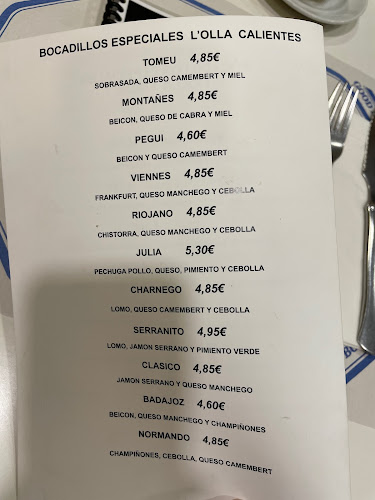 BOCADILLOS ESPECIALES L'OLLA CALIENTES
TOMEU 4,85€
SOBRASADA, QUESO CAMEMBERT Y MIEL
MONTAÑES 4,85€
BEICON, QUESO DE CABRA Y MIEL
PEGUI 4,60€
BEICON Y QUESO CAMEMBERT
VIENNES 4,85€
FRANKFURT, QUESO MANCHEGO Y CEBOLLA
RIOJANO 4,85€
CHISTORRA, QUESO MANCHEGO Y CEBOLLA
JULIA 5,30€
PECHUGA POLLO, QUESO, PIMIENTO Y CEBOLLA
CHARNEGO 4,85€
LOMO, QUESO CAMEMBERT Y CEBOLLA
SERRANITO 4,95€
LOMO, JAMON SERRANO Y PIMIENTO VERDE
CLASICO 4,85€
JAMON SERRANO Y QUESO MANCHEGO
BADAJOZ 4,60€
BEICON, QUESO MANCHEGO Y CHAMPIÑONES
NORMANDO 4,85€
CHAMPIÑONES, CEBOLLA, QUESO CAMEMBERT